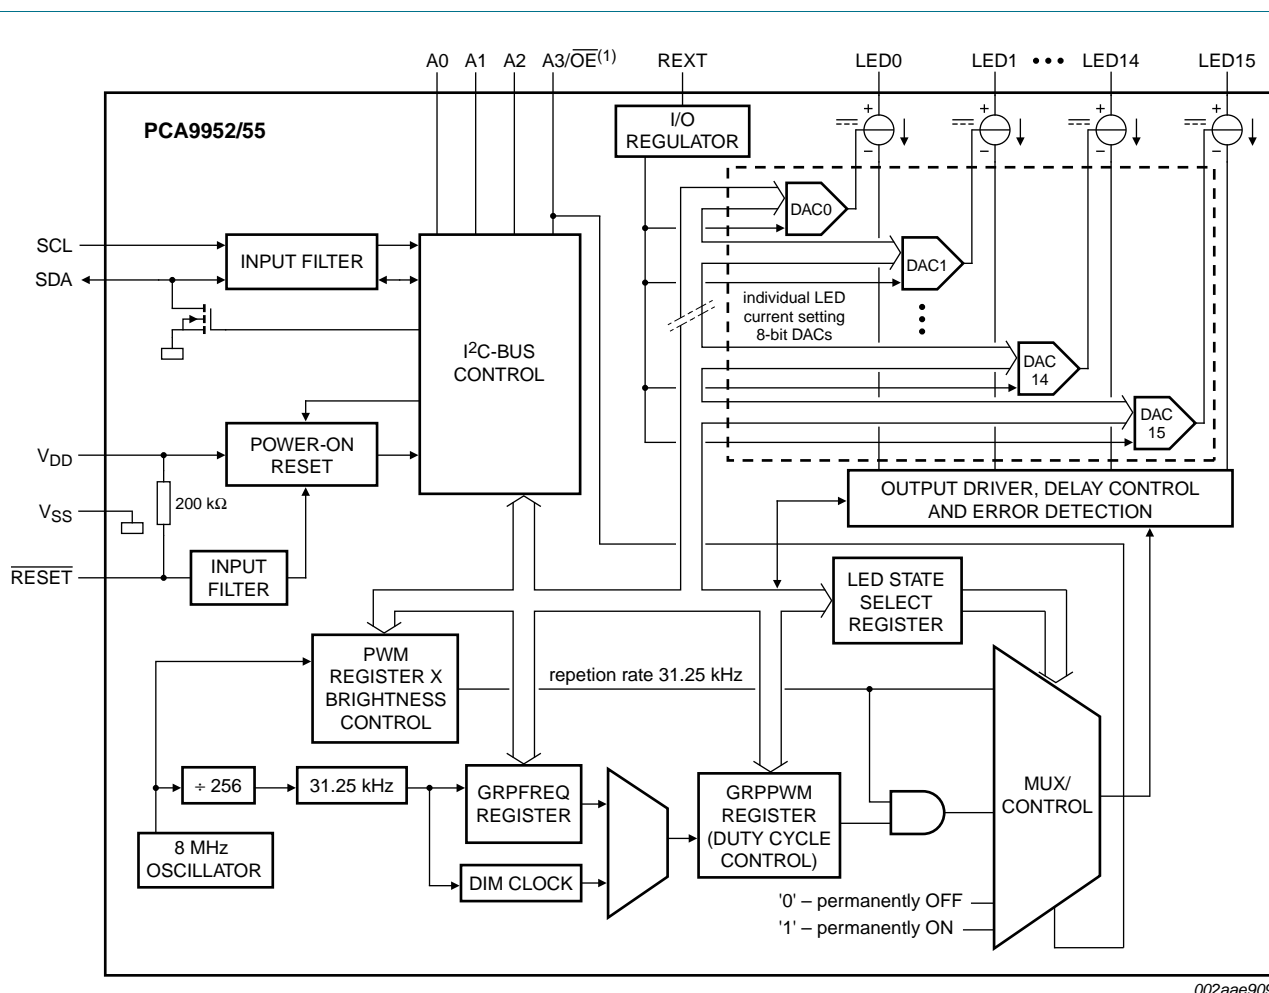 A0 A1 A2 A3/OE(1) REXT LED0 LED1 ••• LED14 LED15
PCA9952/55
I/O
REGULATOR
+ + + +
− − − −
DAC0
SCL
INPUT FILTER
DAC1
SDA
individual LED
current setting
8-bit DACs
I2C-BUS
CONTROL
DAC
14
DAC
15
VDD
POWER-ON
RESET
200 kΩ
VSS
OUTPUT DRIVER, DELAY CONTROL
AND ERROR DETECTION
RESET
INPUT
FILTER
LED STATE
SELECT
REGISTER
PWM
REGISTER X
BRIGHTNESS
CONTROL
repetion rate 31.25 kHz
÷ 256
31.25 kHz
GRPFREQ
REGISTER
GRPPWM
REGISTER
(DUTY CYCLE
CONTROL)
MUX/
CONTROL
8 MHz
OSCILLATOR
DIM CLOCK
'0' – permanently OFF
'1' – permanently ON
002aae909